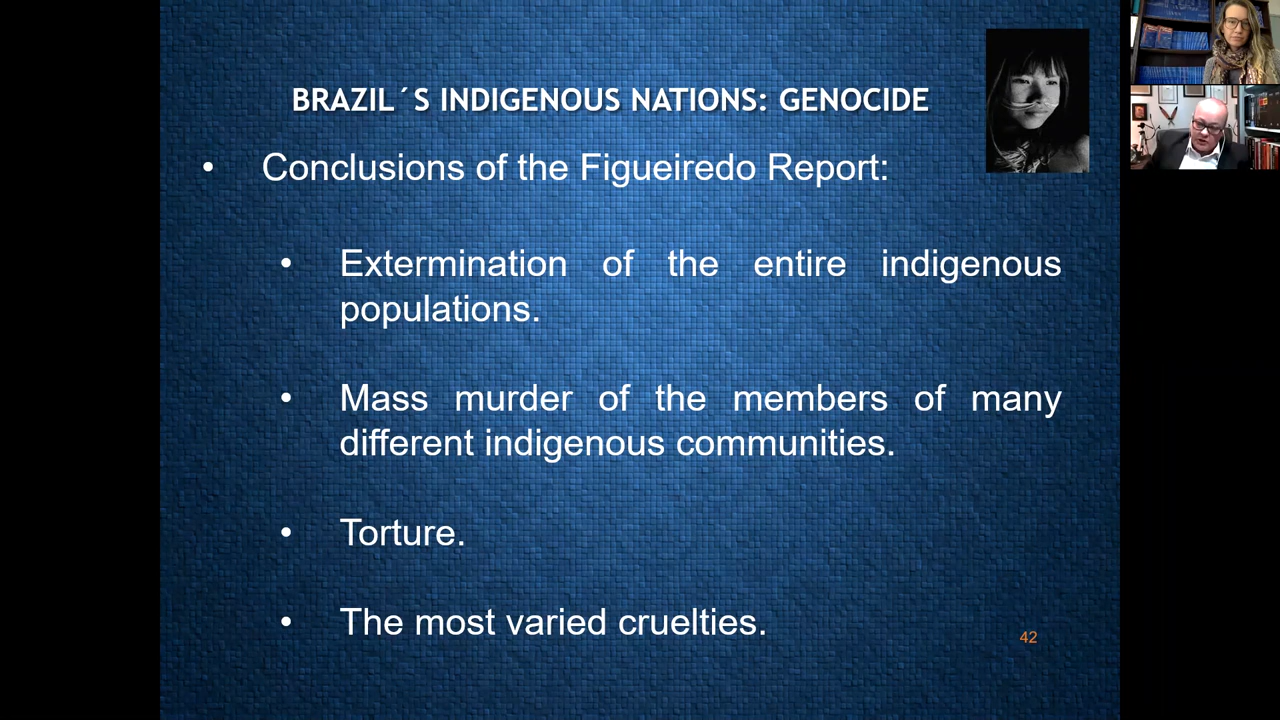 BRAZIL´S INDIGENOUS NATIONS: GENOCIDE
• Conclusions of the Figueiredo Report:
• Extermination of the entire indigenous
populations.
• Mass murder of the members of many
different indigenous communities.
• Torture.
• The most varied cruelties.
42